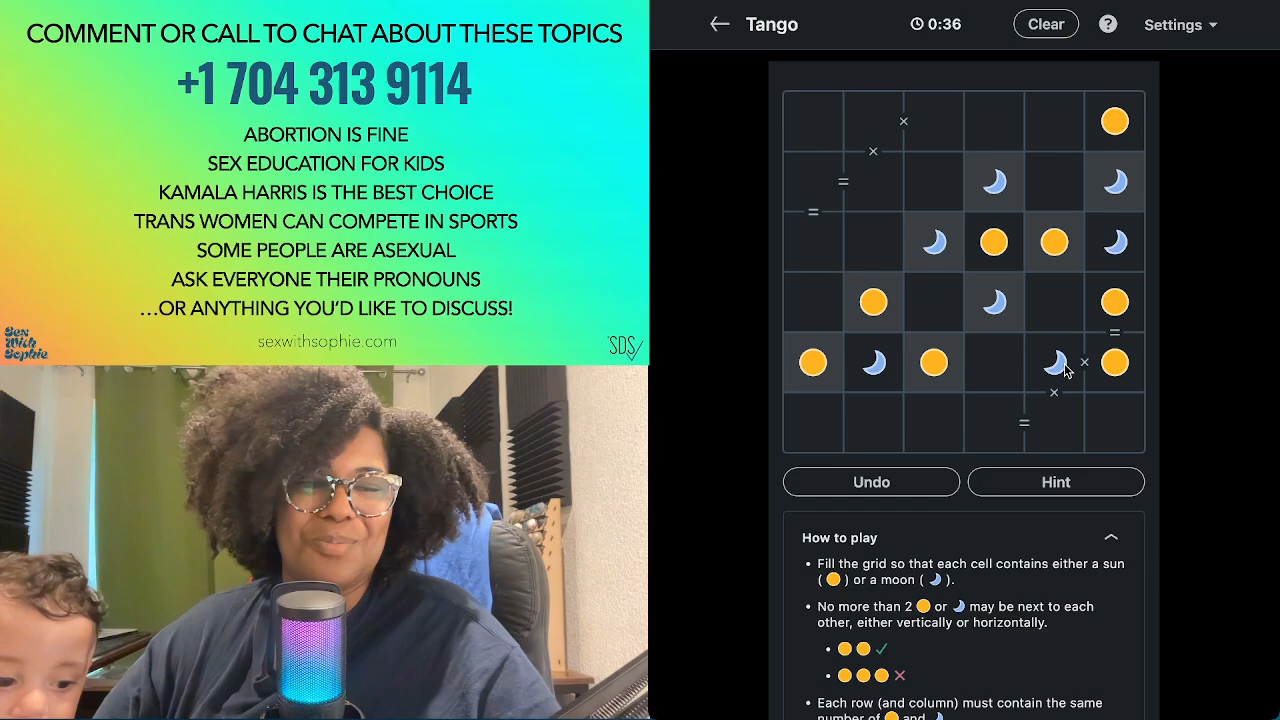 COMMENT OR CALL TO CHAT ABOUT THESE TOPICS
+1 704 313 9114
ABORTION IS FINE
SEX EDUCATION FOR KIDS
KAMALA HARRIS IS THE BEST CHOICE
TRANS WOMEN CAN COMPETE IN SPORTS
SOME PEOPLE ARE ASEXUAL
ASK EVERYONE THEIR PRONOUNS
...OR ANYTHING YOU'D LIKE TO DISCUSS!
sexwithsophie.com
Sex
With
Sophie
SDS
Tango
0:36
Clear
?
Settings
×
×
=
=
=
×
×
=
Undo
Hint
How to play
• Fill the grid so that each cell contains either a sun
( ) or a moon ( ).
• No more than 2 or may be next to each
other, either vertically or horizontally.
• Each row (and column) must contain the same
number of and